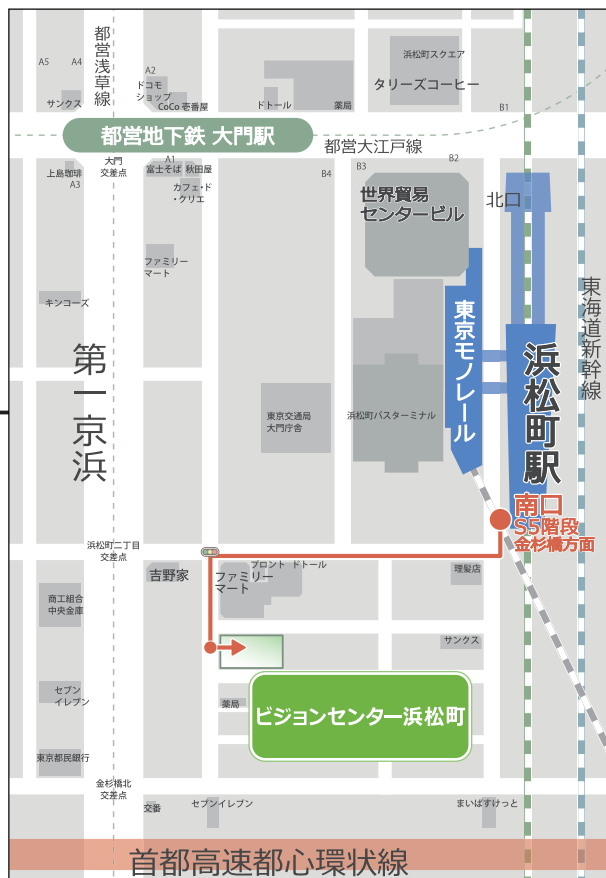 都営浅草線
A5
A4
A2
ドコモ
ショップ
CoCo 壱番屋
サンクス
ドトール
薬局
浜松町スクエア
タリーズコーヒー
B1
都営地下鉄 大門駅
都営大江戸線
大門
交差点
A1
富士そば
秋田屋
カフェ・ド
・クリエ
上島珈琲
A3
B4
B3
B2
世界貿易
センタービル
北口
ファミリー
マート
キンコーズ
第一京浜
東京モノレール
浜松町駅
東海道新幹線
東京交通局
大門庁舎
浜松町バスターミナル
南口
S5階段
金杉橋方面
浜松町二丁目
交差点
吉野家
ファミリー
マート
プロント
ドトール
理髪店
商工組合
中央金庫
サンクス
セブン
イレブン
薬局
ビジョンセンター浜松町
東京都民銀行
金杉橋北
交差点
交番
セブンイレブン
まいばすけっと
首都高速都心環状線